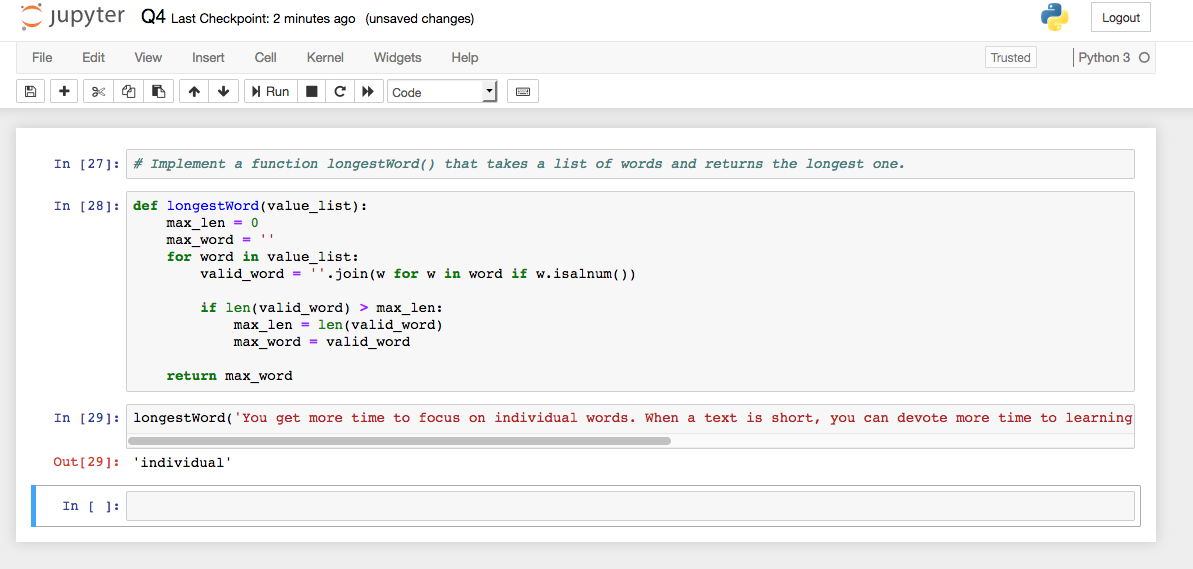 jupyter Q4 Last Checkpoint: 2 minutes ago (unsaved changes) Logout
File Edit View Insert Cell Kernel Widgets Help Trusted Python 3
Run Code
In [27]: # Implement a function longestWord() that takes a list of words and returns the longest one.
In [28]: def longestWord(value_list):
max_len = 0
max_word = ''
for word in value_list:
valid_word = ''.join(w for w in word if w.isalnum())
if len(valid_word) > max_len:
max_len = len(valid_word)
max_word = valid_word
return max_word
In [29]: longestWord('You get more time to focus on individual words. When a text is short, you can devote more time to learning
Out[29]: 'individual'
In [ ]: